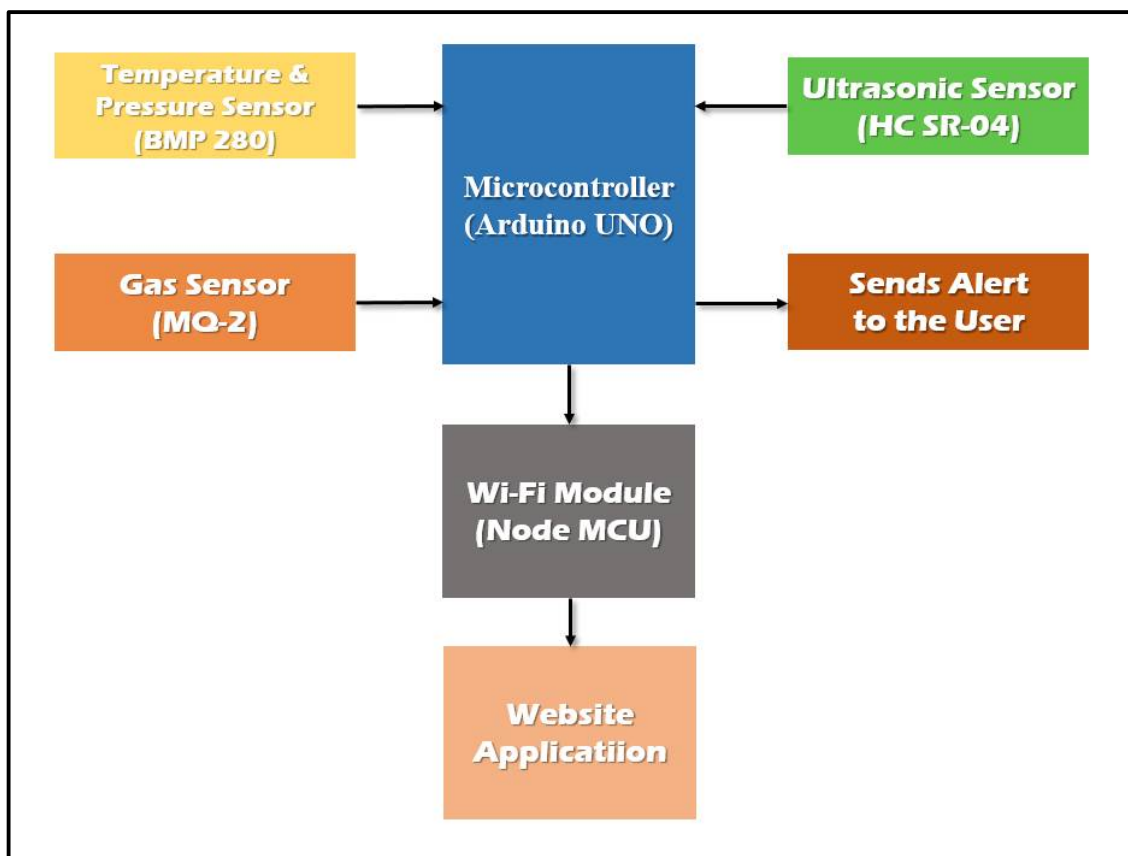 Temperature &
Pressure Sensor
(BMP 280)
Microcontroller
(Arduino UNO)
Ultrasonic Sensor
(HC SR-04)
Gas Sensor
(MQ-2)
Sends Alert
to the User
Wi-Fi Module
(Node MCU)
Website
Applicatiion